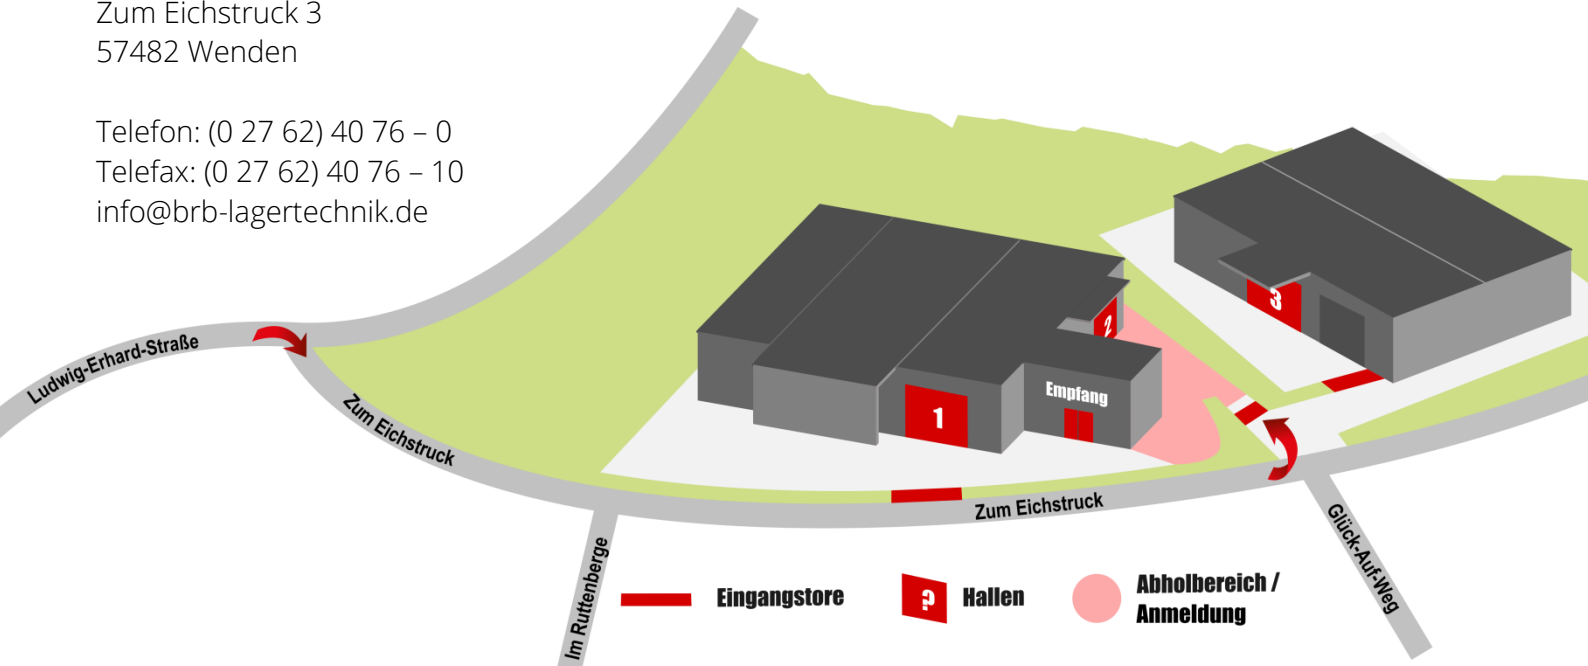 Zum Eichstruck 3
57482 Wenden
Telefon: (0 27 62) 40 76 – 0
Telefax: (0 27 62) 40 76 – 10
info@brb-lagertechnik.de
Ludwig-Erhard-Straße
Zum Eichstruck
3
2
Empfang
1
Zum Eichstruck
Im Ruttenberge
Glück-Auf-Weg
Eingangstore
?
Hallen
Abholbereich /
Anmeldung